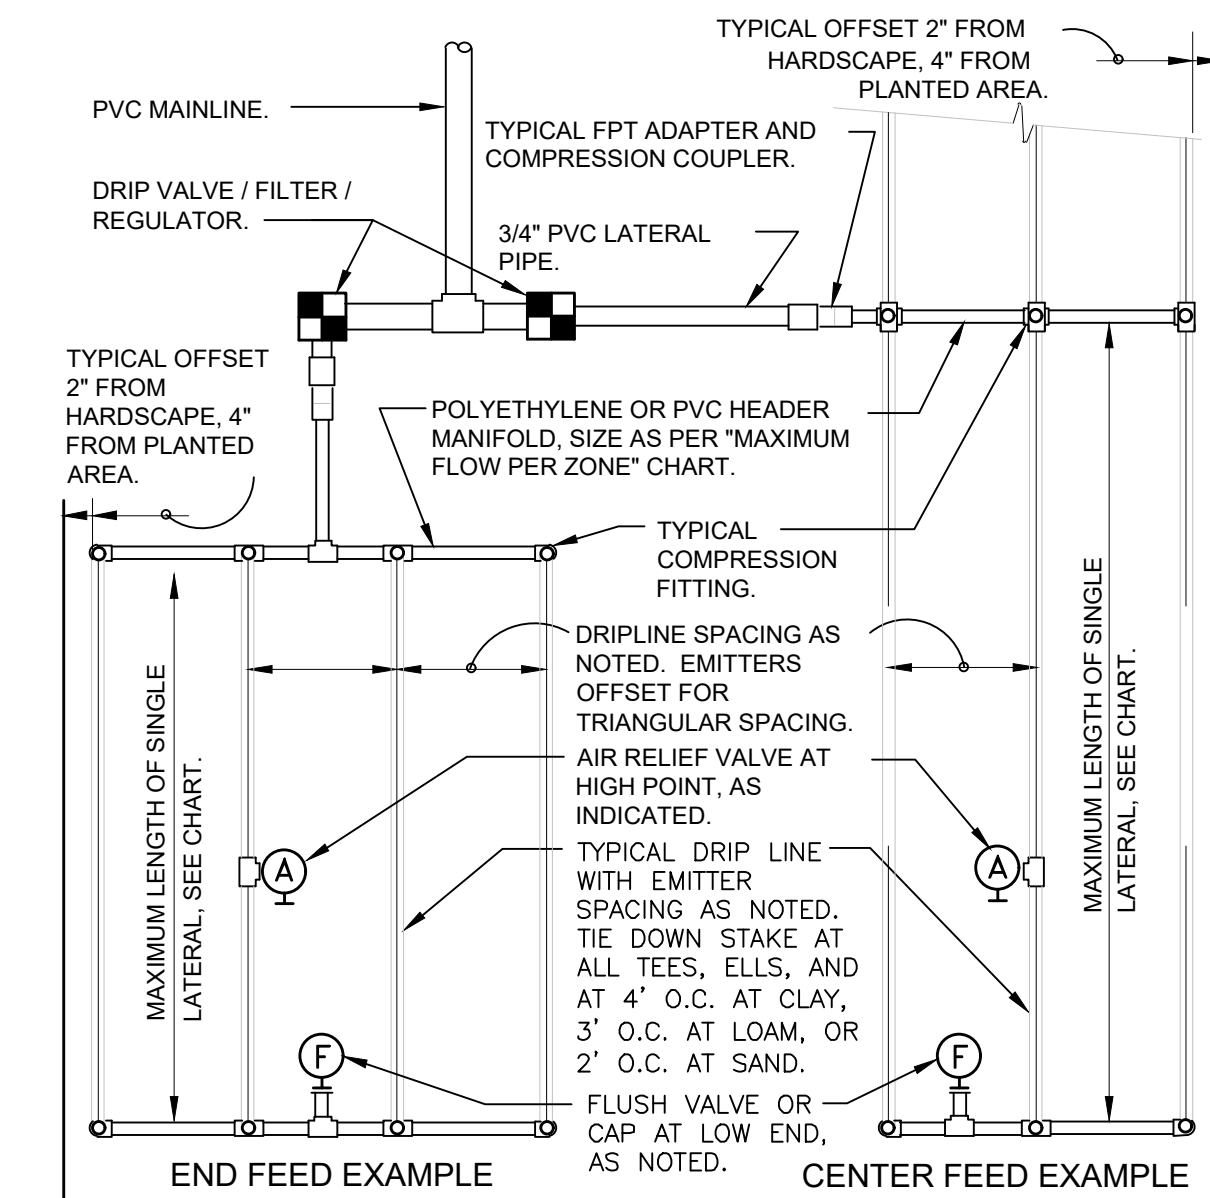 TYPICAL OFFSET 2" FROM
HARDSCAPE, 4" FROM
PLANTED AREA.
PVC MAINLINE.
TYPICAL FPT ADAPTER AND
COMPRESSION COUPLER.
DRIP VALVE / FILTER /
REGULATOR.
3/4" PVC LATERAL
PIPE.
TYPICAL OFFSET
2" FROM
HARDSCAPE, 4"
FROM PLANTED
AREA.
POLYETHYLENE OR PVC HEADER
MANIFOLD, SIZE AS PER "MAXIMUM
FLOW PER ZONE" CHART.
TYPICAL
COMPRESSION
FITTING.
DRIPLINE SPACING AS
NOTED. EMITTERS
OFFSET FOR
TRIANGULAR SPACING.
MAXIMUM LENGTH OF SINGLE
LATERAL, SEE CHART.
MAXIMUM LENGTH OF SINGLE
LATERAL, SEE CHART.
AIR RELIEF VALVE AT
HIGH POINT, AS
INDICATED.
A
A
TYPICAL DRIP LINE
WITH EMITTER
SPACING AS NOTED.
TIE DOWN STAKE AT
ALL TEES, ELLS, AND
AT 4' O.C. AT CLAY,
3' O.C. AT LOAM, OR
2' O.C. AT SAND.
F
F
FLUSH VALVE OR
CAP AT LOW END,
AS NOTED.
END FEED EXAMPLE
CENTER FEED EXAMPLE